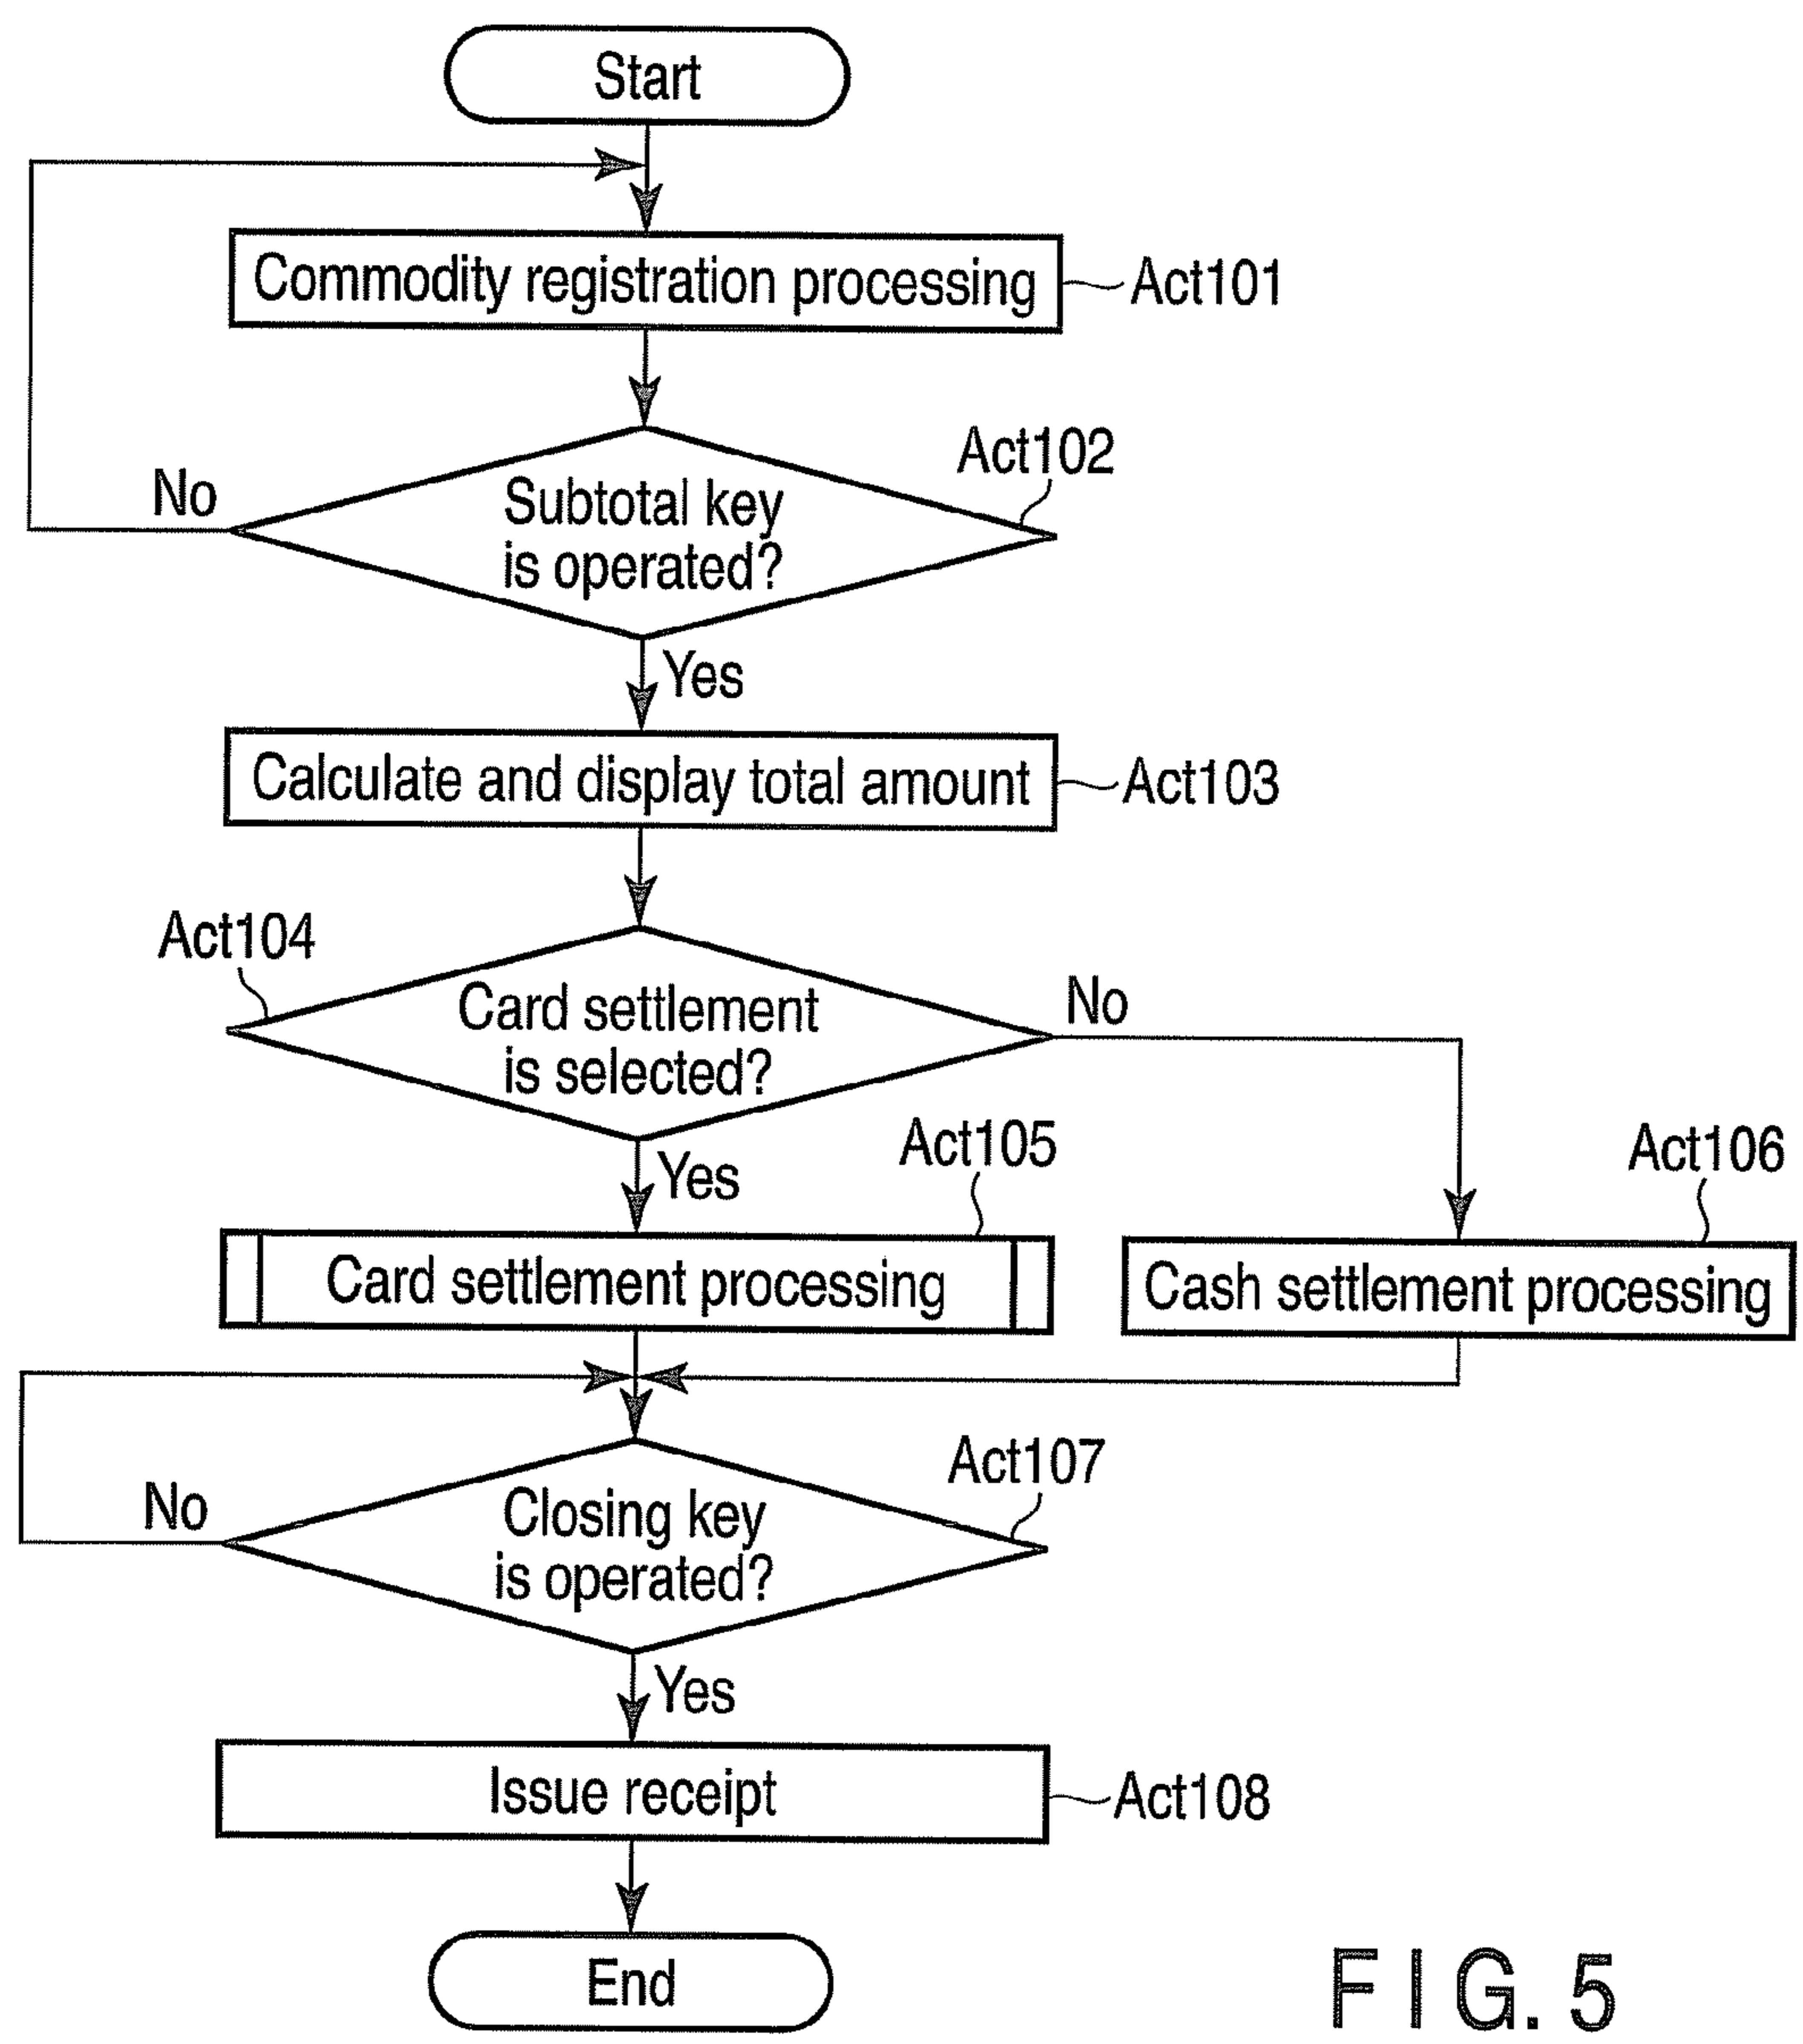 Start
Commodity registration processing
Act101
Act102
No
Subtotal key
is operated?
Yes
Calculate and display total amount
Act103
Act104
Card settlement
is selected?
No
Yes
Act105
Act106
Card settlement processing
Cash settlement processing
Act107
No
Closing key
is operated?
Yes
Issue receipt
Act108
End
FIG. 5